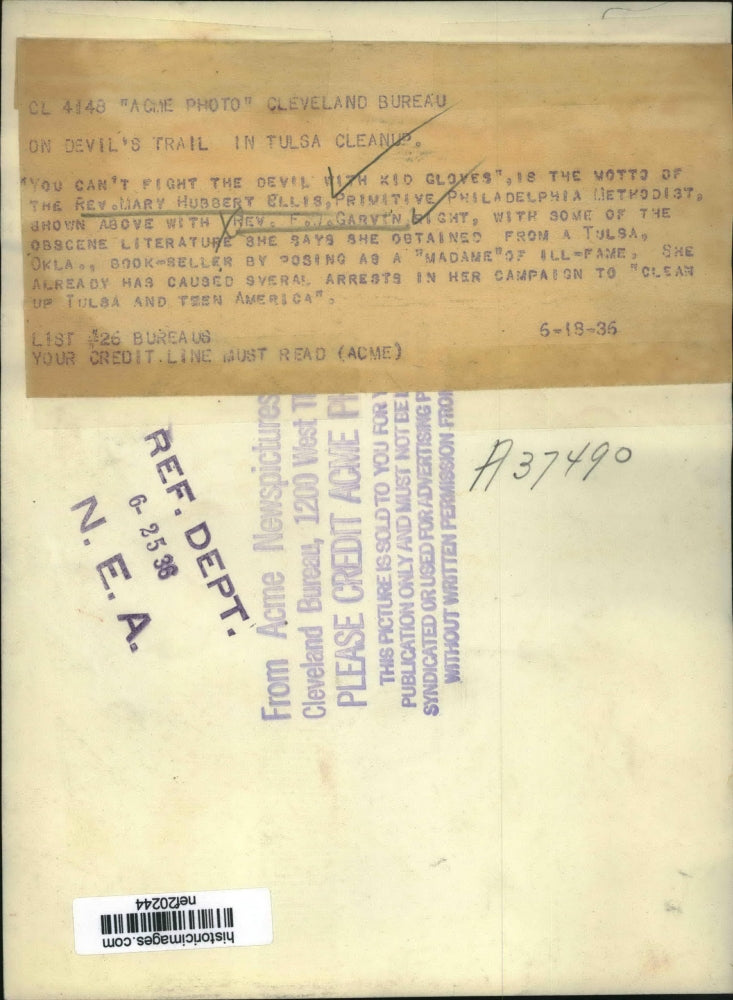 CL 4148 "ACME PHOTO" CLEVELAND BUREAU
ON DEVIL'S TRAIL IN TULSA CLEANUP.
"YOU CAN'T FIGHT THE DEVIL WITH KID GLOVES", IS THE MOTTO OF
THE REV. MARY HUBBERT ELLIS, PRIMITIVE PHILADELPHIA METHODIST,
SHOWN ABOVE WITH REV. F. GARVIN, RIGHT, WITH SOME OF THE
OBSCENE LITERATURE SHE SAYS SHE OBTAINED FROM A TULSA,
OKLA., BOOK-SELLER BY POSING AS A "MADAME" OF ILL-FAME. SHE
ALREADY HAS CAUSED SVERAL ARRESTS IN HER CAMPAIGN TO "CLEAN
UP TULSA AND THEN AMERICA".
LIST #26 BUREAUS 6-18-36
YOUR CREDIT LINE MUST READ (ACME)
REF. DEPT.
6-25 36
N. E. A.
From Acme Newspictures
Cleveland Bureau, 1200 West
PLEASE CREDIT ACME
THIS PICTURE IS SOLD TO YOU FOR
PUBLICATION ONLY AND MUST NOT BE
SYNDICATED OR USED FOR ADVERTISING
WITHOUT WRITTEN PERMISSION
A37490
historicimages.com
nef20244